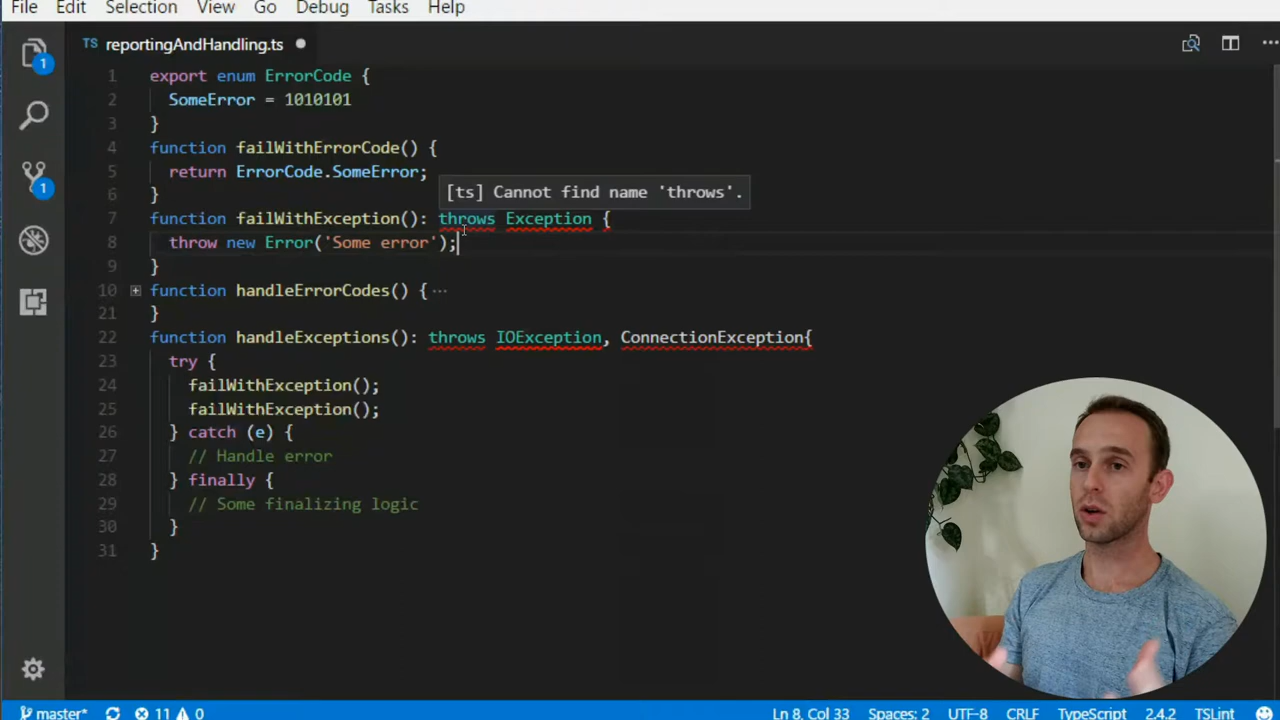 File Edit Selection View Go Debug Tasks Help
TS reportingAndHandling.ts
1 export enum ErrorCode {
2 SomeError = 1010101
3 }
4 function failWithErrorCode() {
5 return ErrorCode.SomeError;
[ts] Cannot find name 'throws'.
6 }
7 function failWithException(): throws Exception {
8 throw new Error('Some error');
9 }
10 function handleErrorCodes() { ...
21 }
22 function handleExceptions(): throws IOException, ConnectionException{
23 try {
24 failWithException();
25 failWithException();
26 } catch (e) {
27 // Handle error
28 } finally {
29 // Some finalizing logic
30 }
31 }
1
1
master* 11 0 Ln 8, Col 33 Spaces: 2 UTF-8 CRLF TypeScript 2.4.2 TSLint